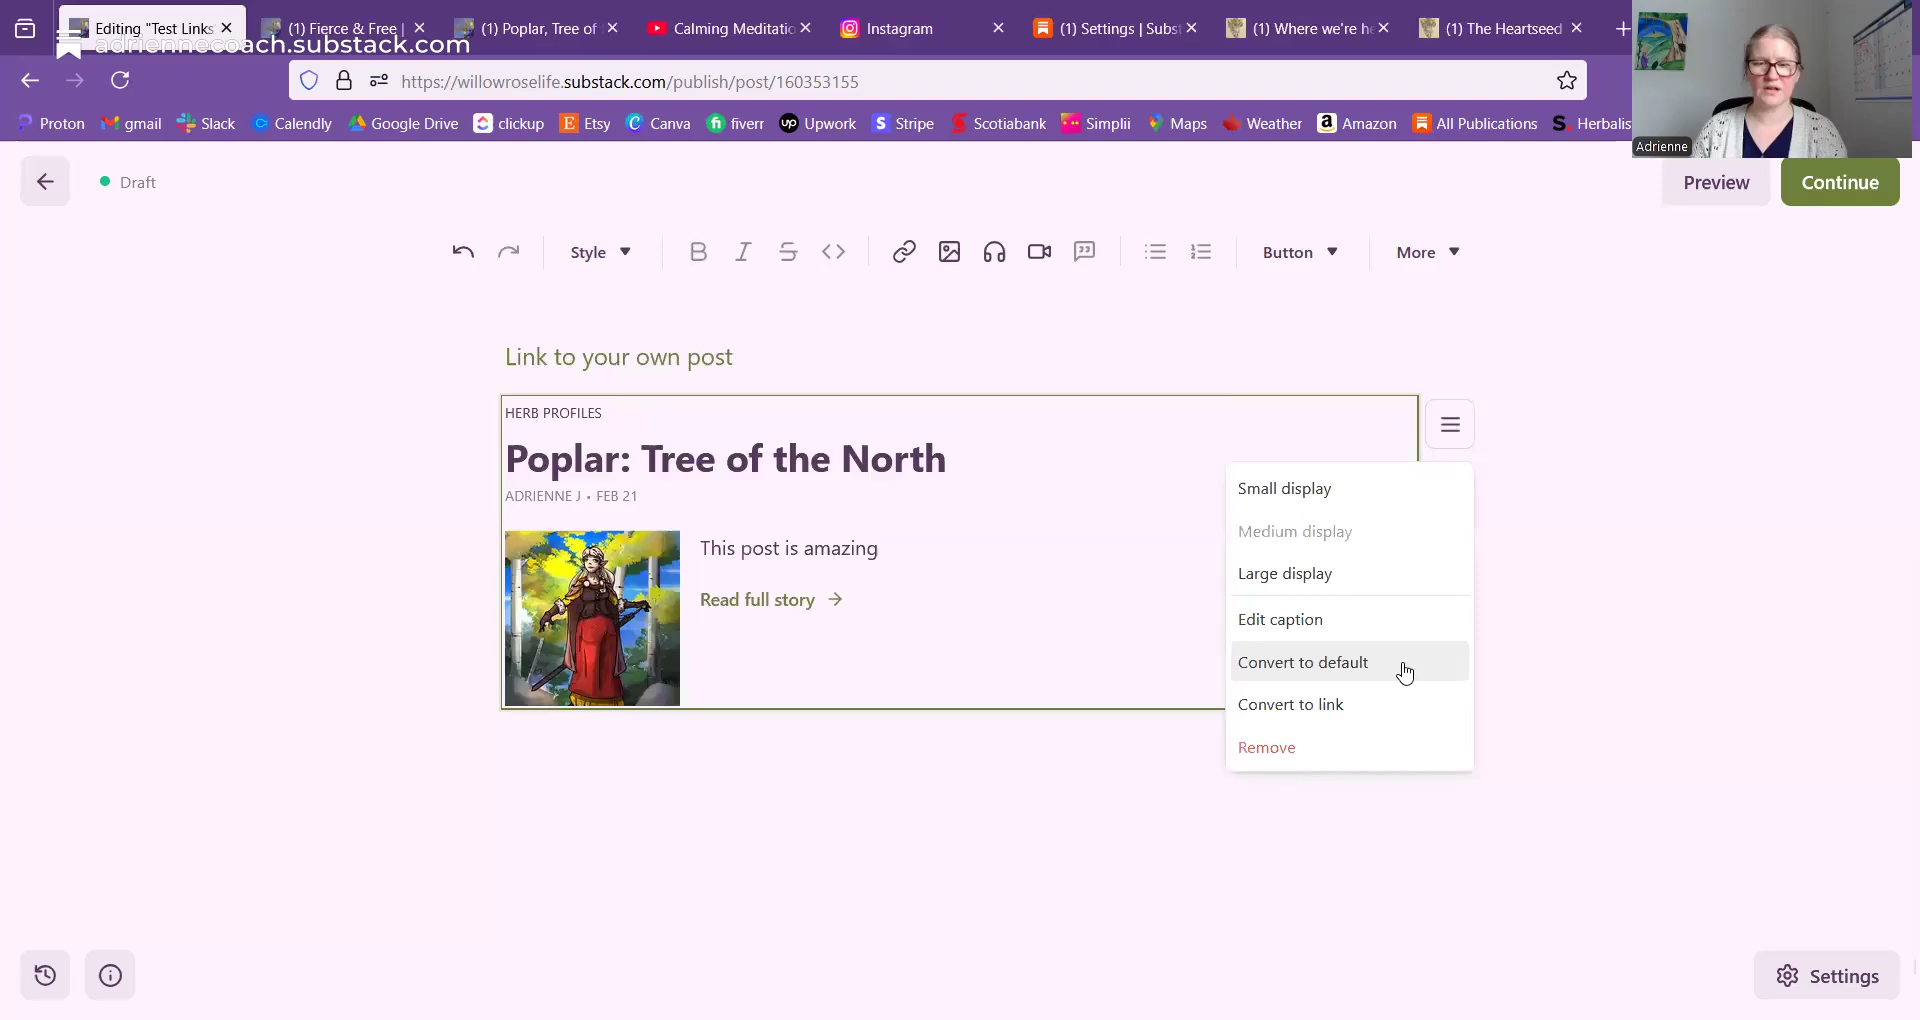 Editing "Test Links
(1) Fierce & Free |
(1) Poplar, Tree of
Calming Meditatio
Instagram
(1) Settings | Subst
(1) Where we're he
(1) The Heartseed
adriennecoach.substack.com
https://willowroselife.substack.com/publish/post/160353155
Proton
gmail
Slack
Calendly
Google Drive
clickup
Etsy
Canva
fiverr
Upwork
Stripe
Scotiabank
Simplii
Maps
Weather
Amazon
All Publications
Herbalis
Adrienne
Draft
Preview
Continue
Style
Button
More
Link to your own post
HERB PROFILES
Poplar: Tree of the North
ADRIENNE J • FEB 21
This post is amazing
Read full story →
Small display
Medium display
Large display
Edit caption
Convert to default
Convert to link
Remove
Settings